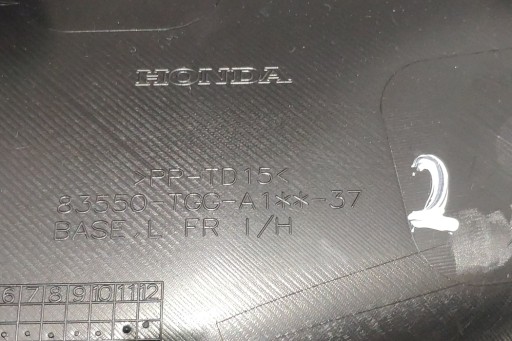 HONDA
>PP-TD15<
83550-TGG-A1**-37
BASE L FR I/H
2
6 7 8 9 10 11 12